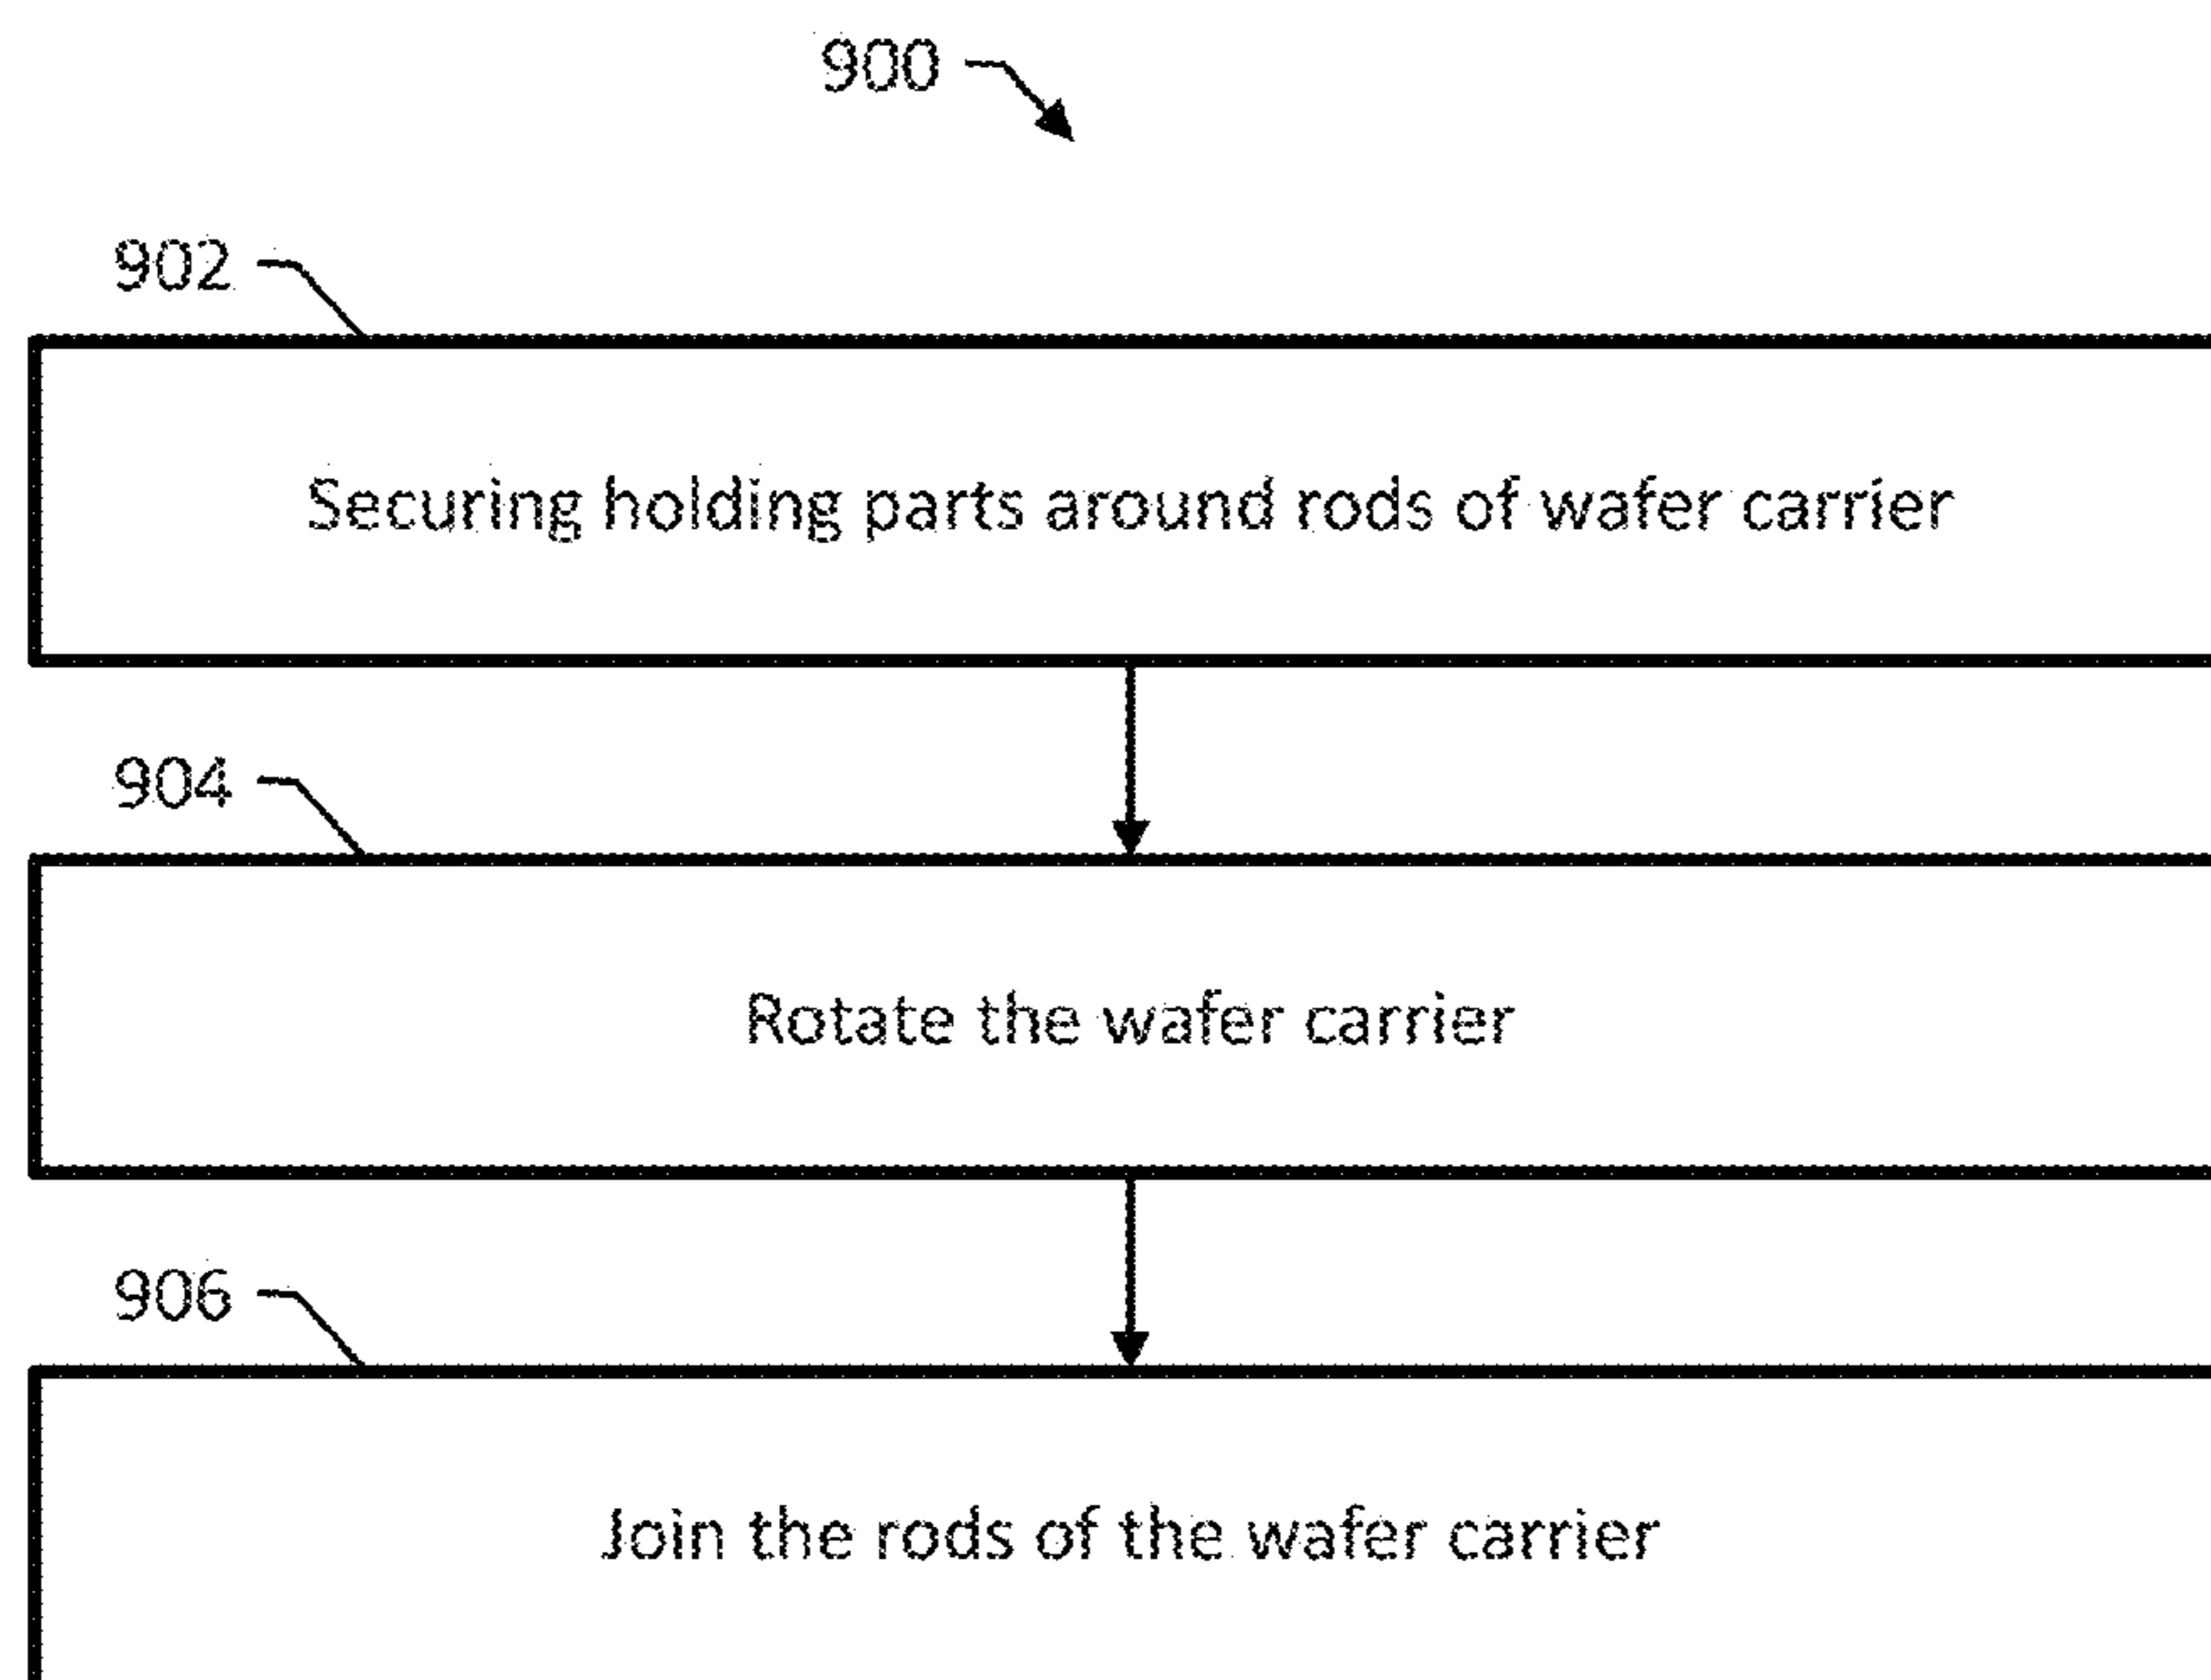 900
902
Securing holding parts around rods of wafer carrier
904
Rotate the wafer carrier
906
Join the rods of the wafer carrier